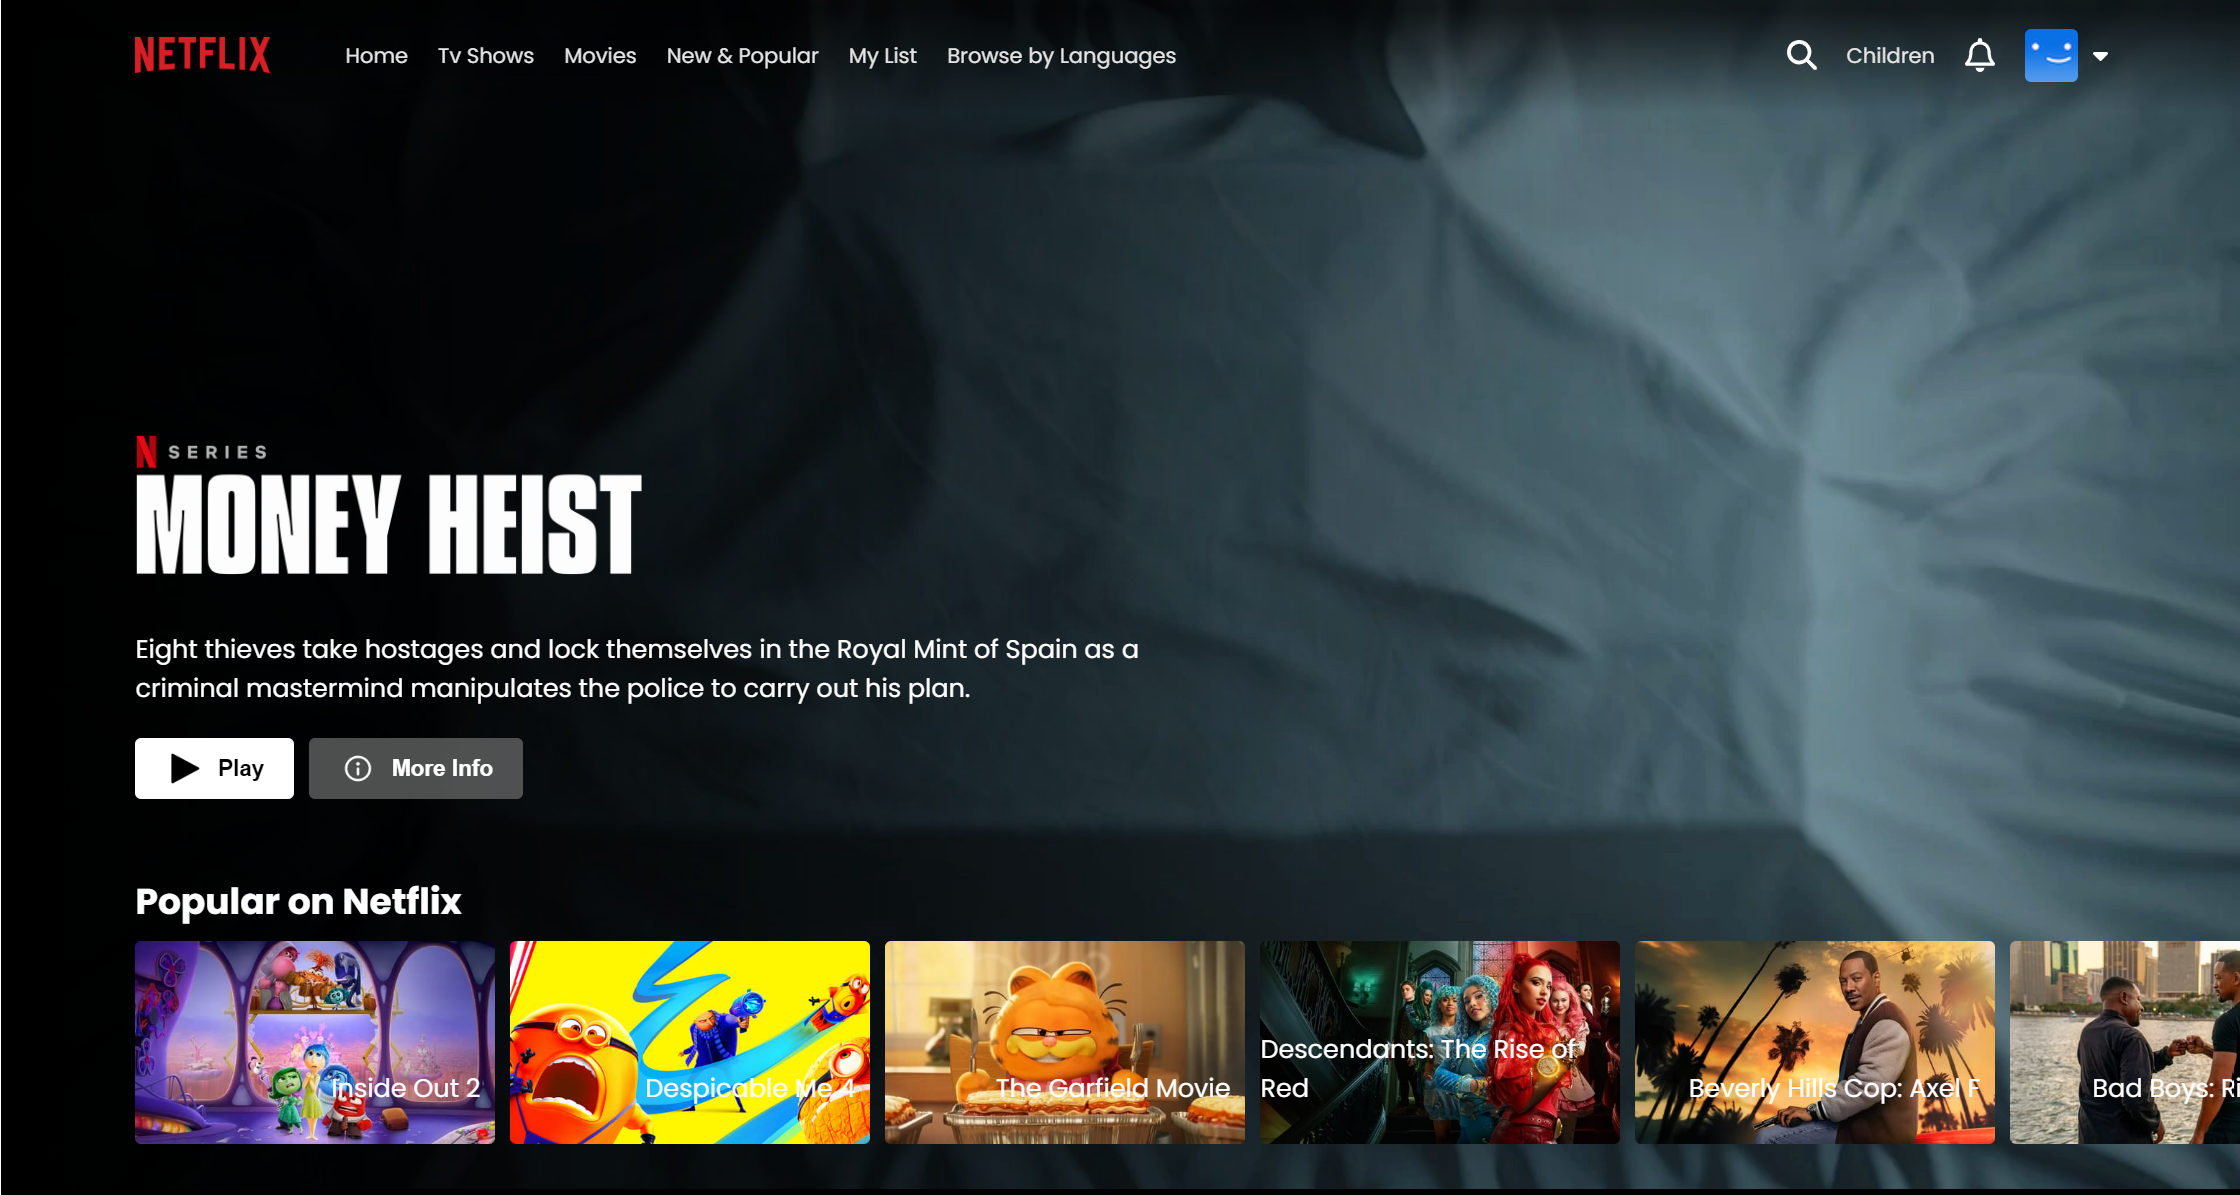 NETFLIX
Home
Tv Shows
Movies
New & Popular
My List
Browse by Languages
Children
N SERIES
MONEY HEIST
Eight thieves take hostages and lock themselves in the Royal Mint of Spain as a
criminal mastermind manipulates the police to carry out his plan.
Play
More Info
Popular on Netflix
Inside Out 2
Despicable Me 4
The Garfield Movie
Descendants: The Rise of
Red
Beverly Hills Cop: Axel F
Bad Boys: